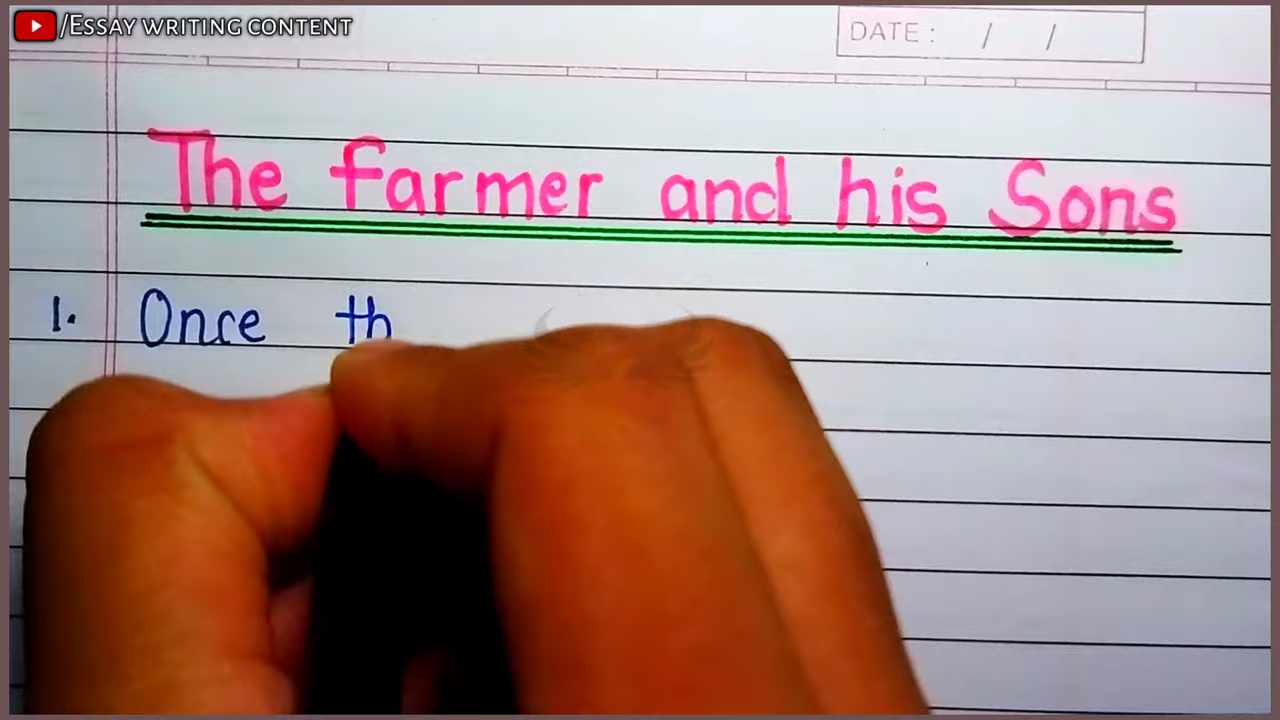 /Essay writing content
DATE : / /
The farmer and his Sons
1. Once th